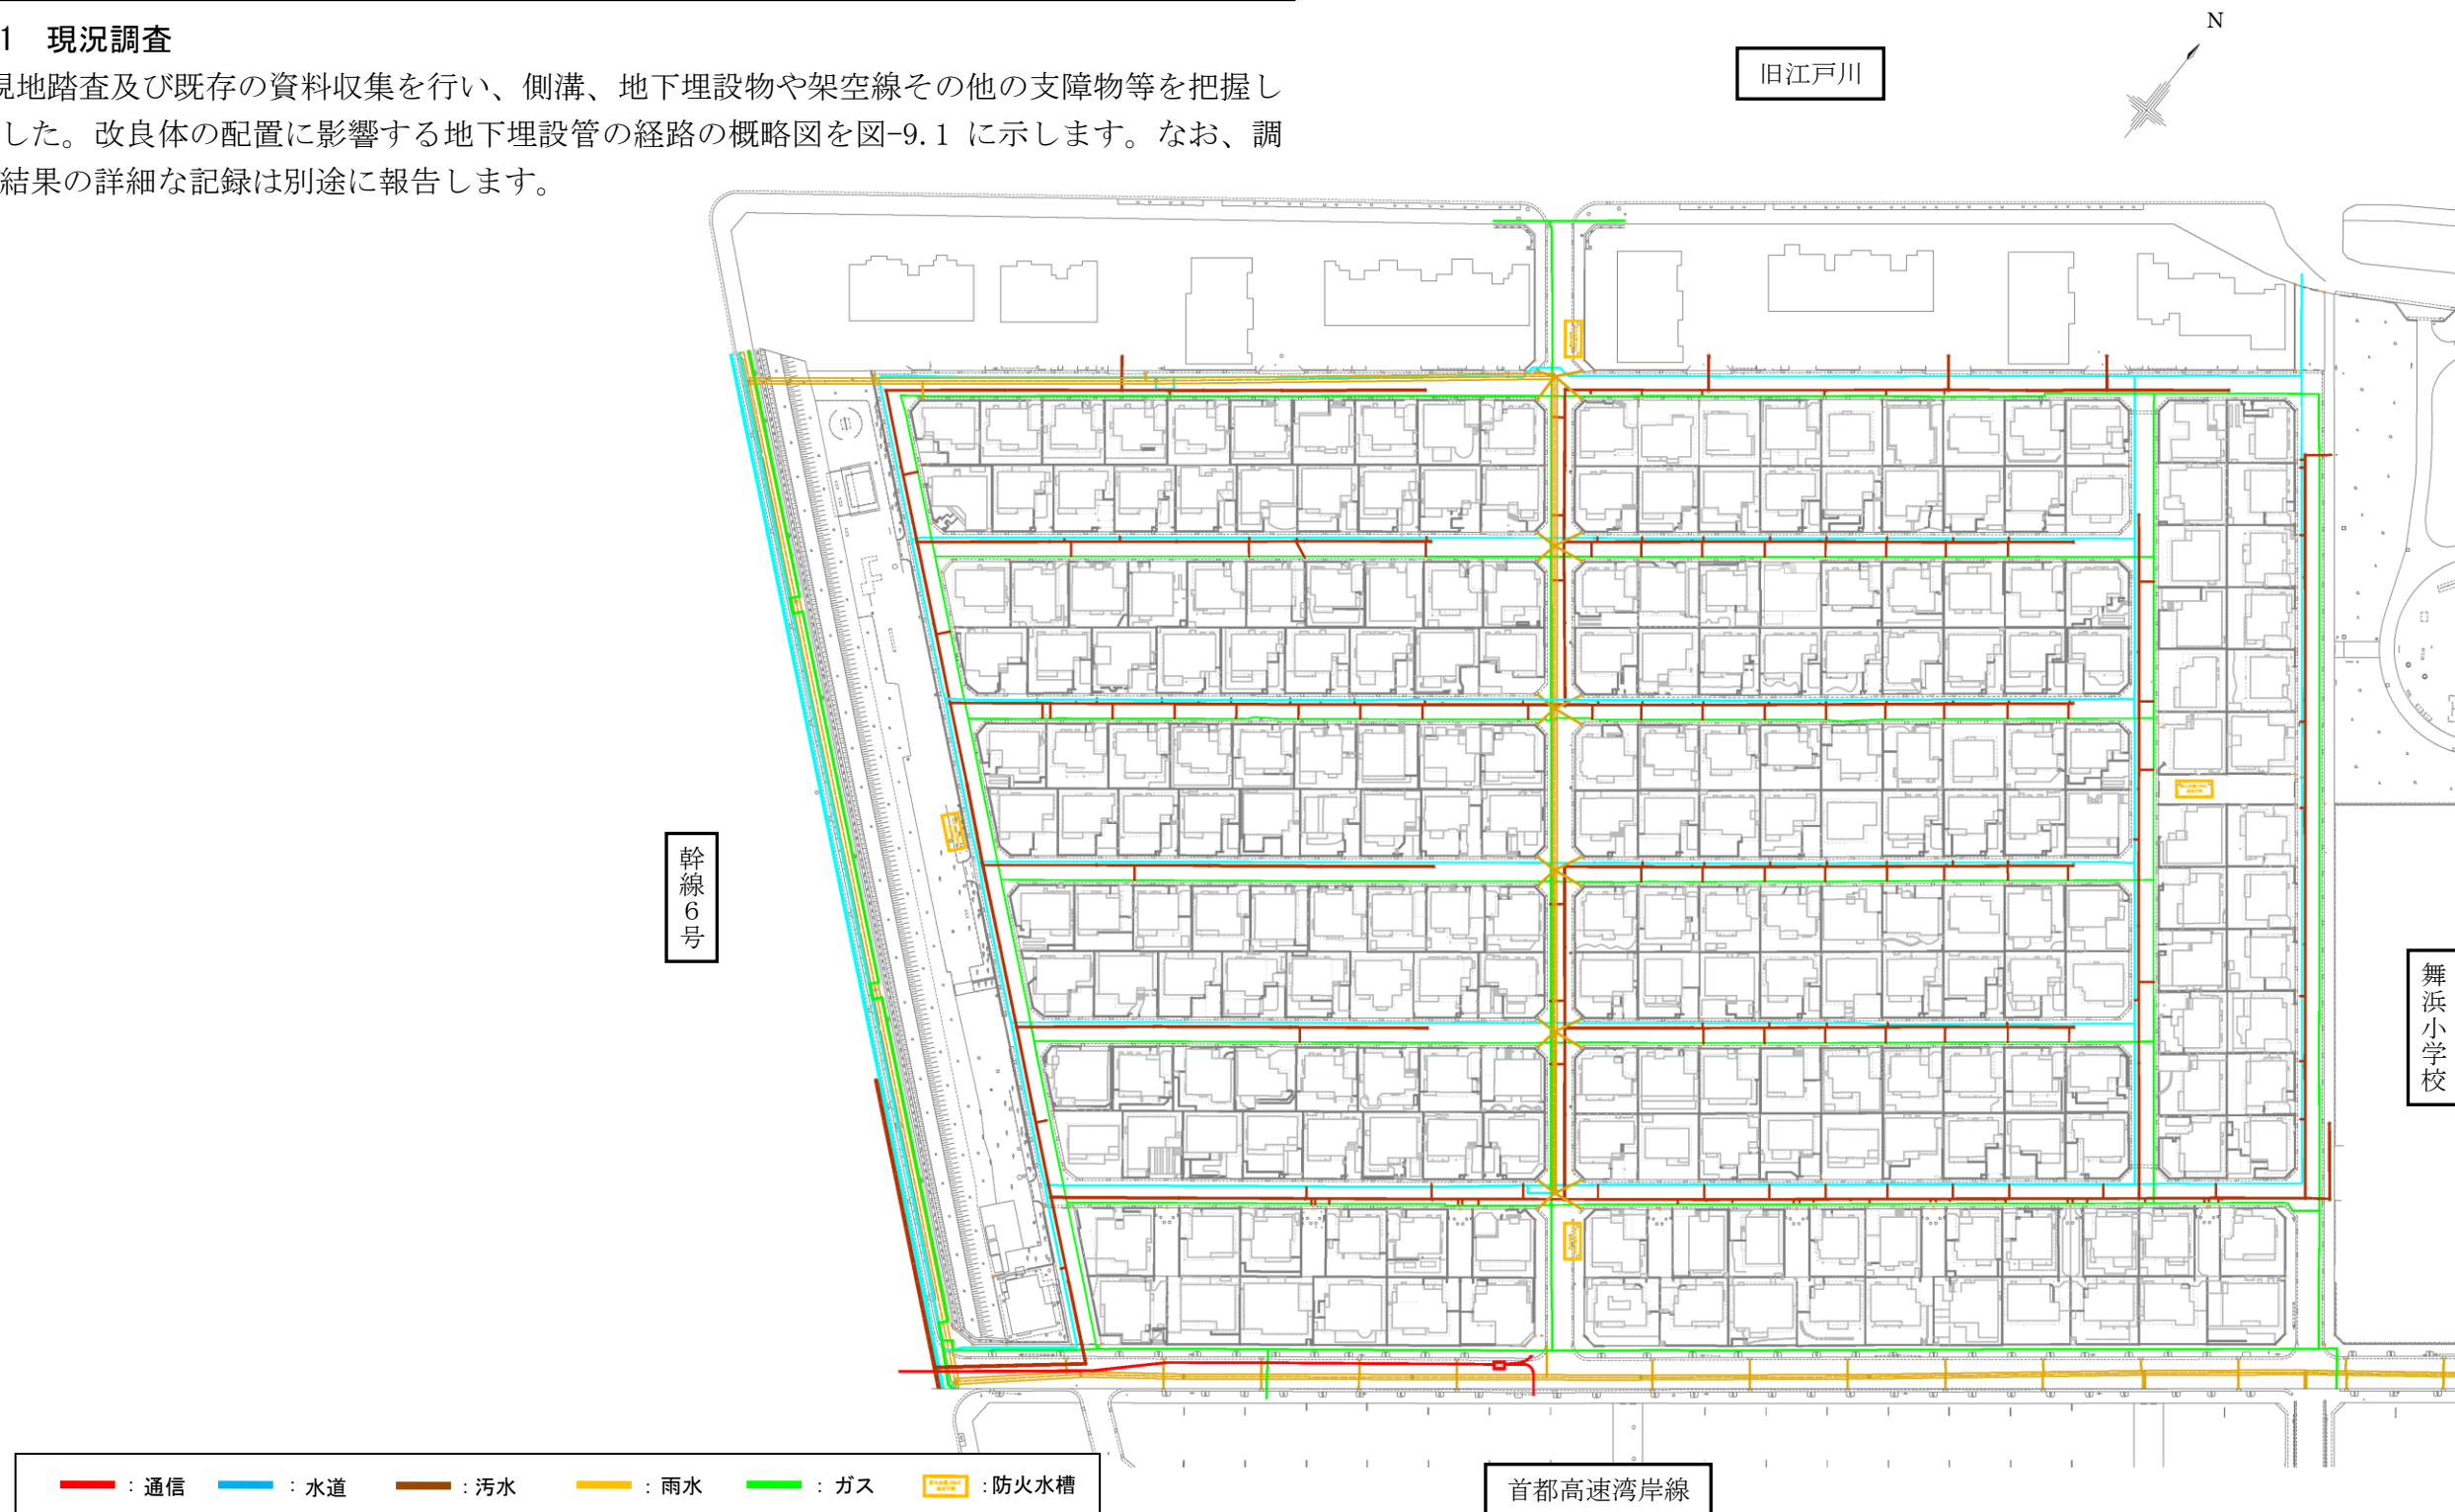 1 現況調査
現地踏査及び既存の資料収集を行い、側溝、地下埋設物や架空線その他の支障物等を把握し
した。改良体の配置に影響する地下埋設管の経路の概略図を図-9.1 に示します。なお、調
結果の詳細な記録は別途に報告します。
N
旧江戸川
幹線6号
舞浜小学校
首都高速湾岸線
：通信
：水道
：汚水
：雨水
：ガス
：防火水槽